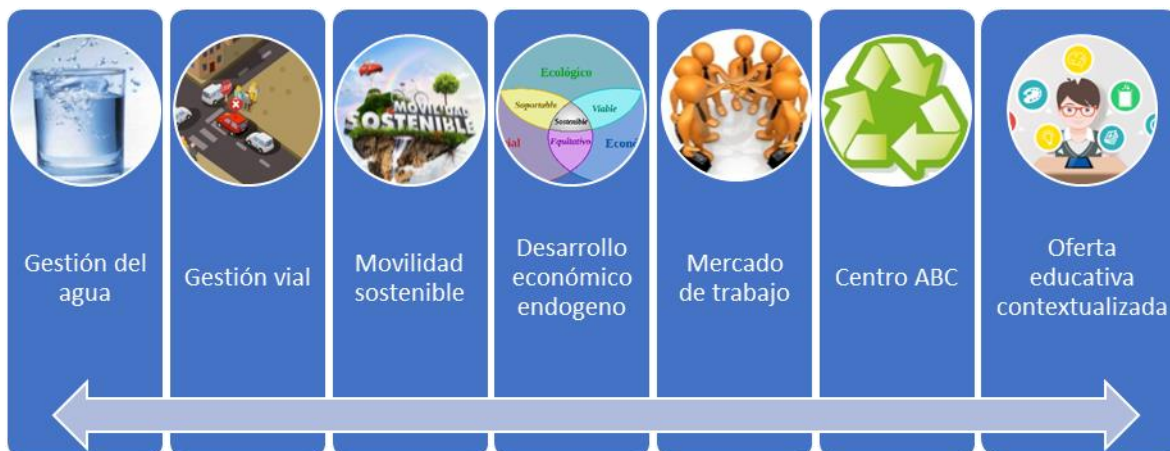 MOVILIDAD
SOSTENIBLE
Ecológico
Soportable
Viable
Sostenible
Equitativo
Gestión del
agua
Gestión vial
Movilidad
sostenible
Desarrollo
económico
endogeno
Mercado
de trabajo
Centro ABC
Oferta
educativa
contextualizada